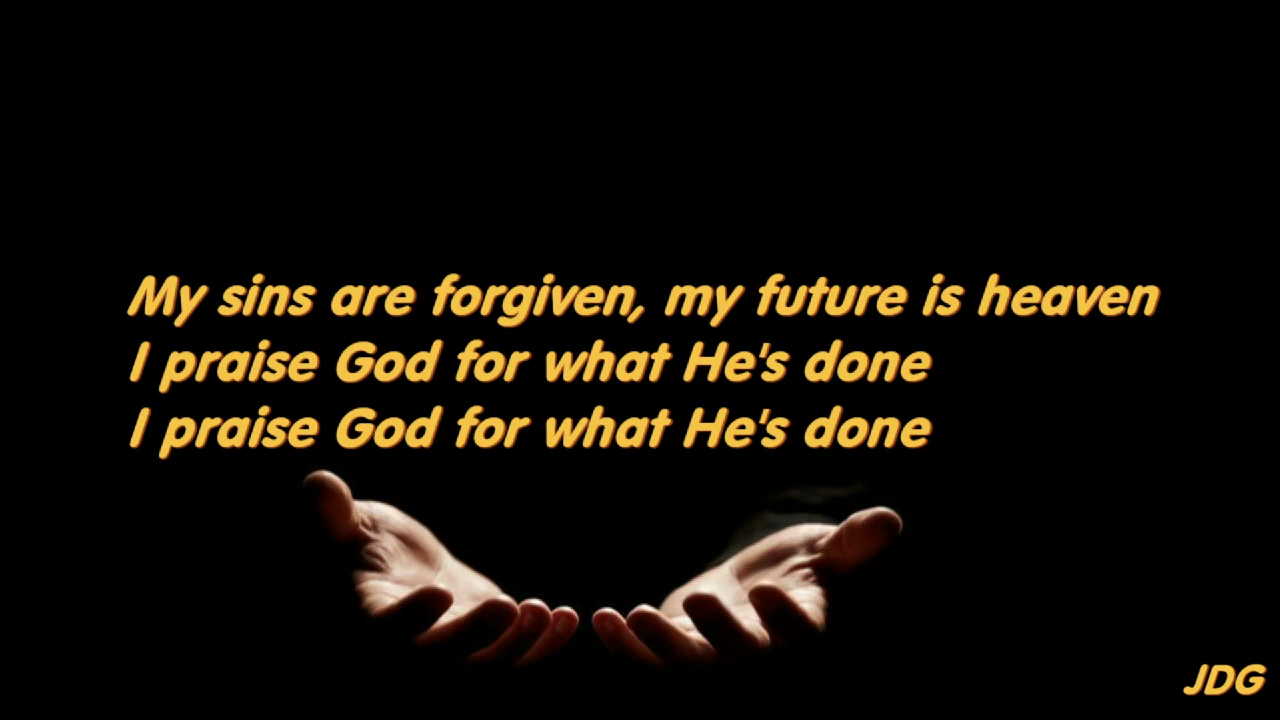 My sins are forgiven, my future is heaven
I praise God for what He's done
I praise God for what He's done
JDG